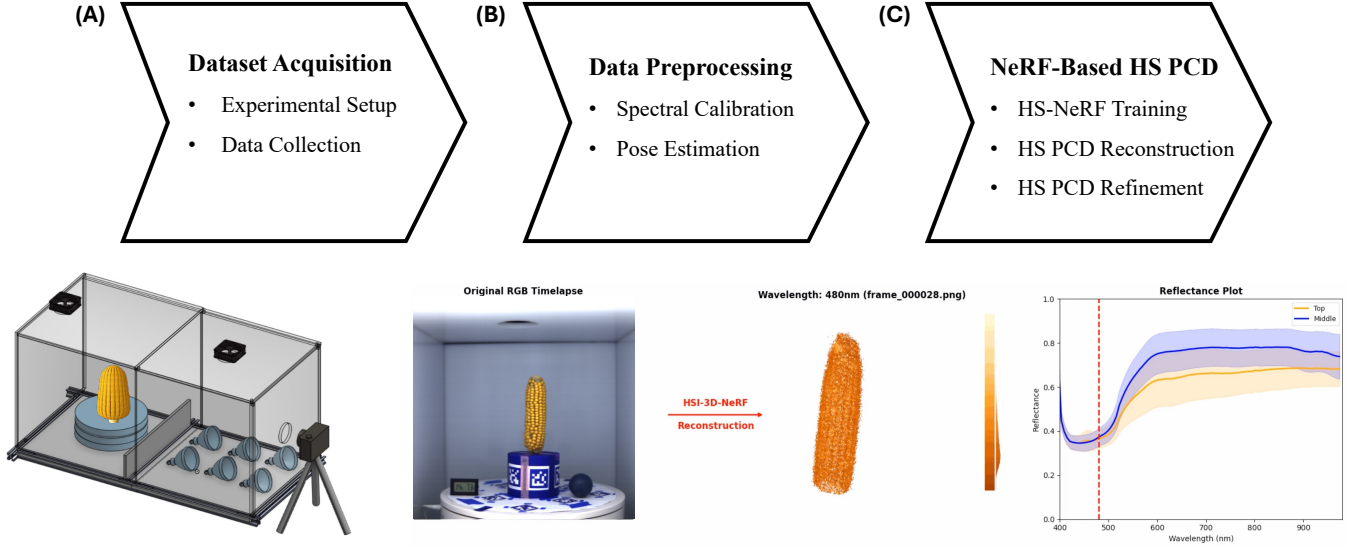 (A)
Dataset Acquisition
• Experimental Setup
• Data Collection
(B)
Data Preprocessing
• Spectral Calibration
• Pose Estimation
(C)
NeRF-Based HS PCD
• HS-NeRF Training
• HS PCD Reconstruction
• HS PCD Refinement
Original RGB Timelapse
HSI-3D-NeRF
Reconstruction
Wavelength: 480nm (frame_000028.png)
Reflectance Plot
Top
Middle
Reflectance
1.0
0.8
0.6
0.4
0.2
0.0
400
500
600
700
800
900
Wavelength (nm)